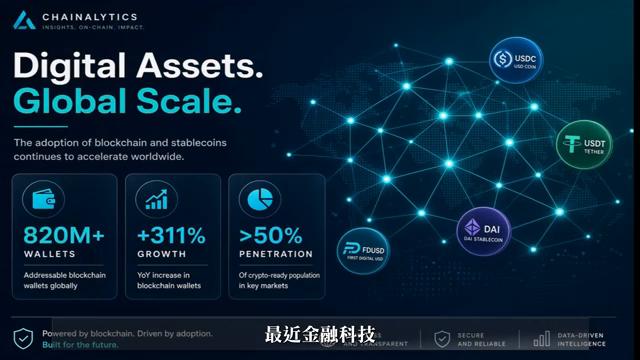 CHAINALYTICS
INSIGHTS. ON-CHAIN. IMPACT.
Digital Assets.
Global Scale.
The adoption of blockchain and stablecoins
continues to accelerate worldwide.
820M+
WALLETS
Addressable blockchain
wallets globally
+311%
GROWTH
YoY increase in
blockchain wallets
>50%
PENETRATION
Of crypto-ready population
in key markets
USDC
USD COIN
USDT
TETHER
DAI
DAI STABLECOIN
FDUSD
FIRST DIGITAL USD
Powered by blockchain. Driven by adoption.
Built for the future.
AND TRANSPARENT
SECURE
AND RELIABLE
DATA-DRIVEN
INTELLIGENCE
最近金融科技